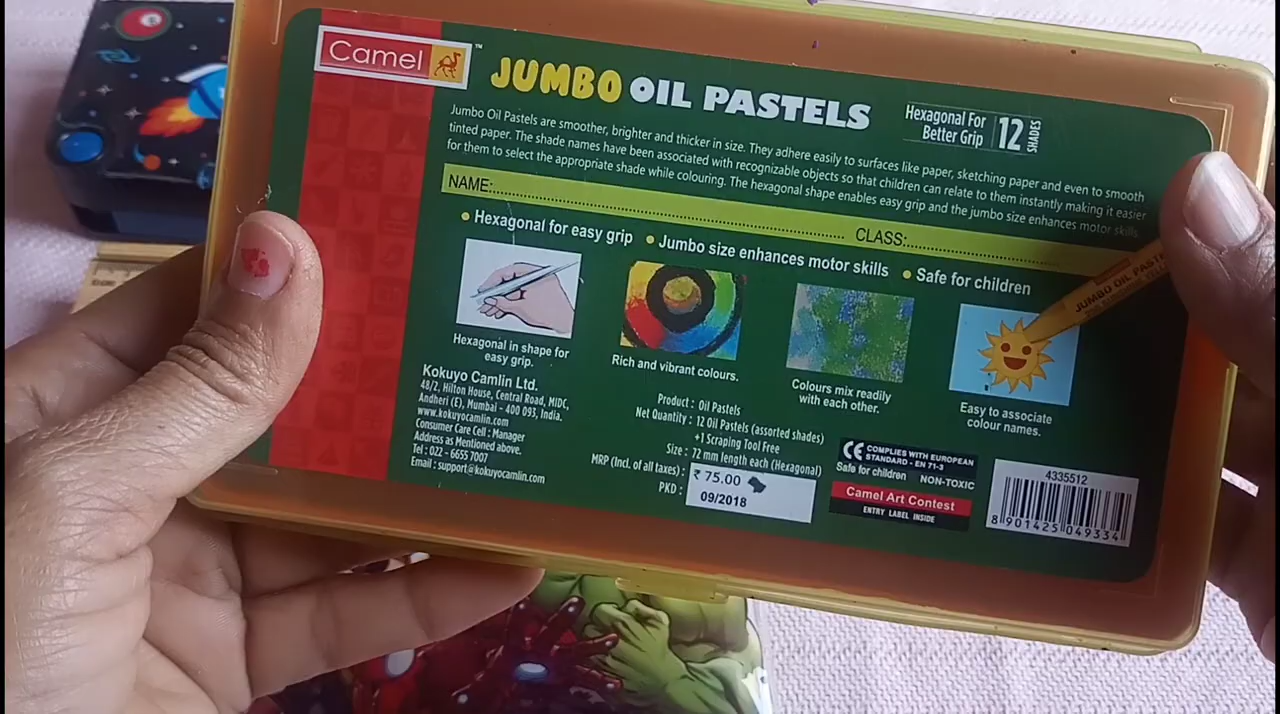 Camel
JUMBO OIL PASTELS
Hexagonal For
Better Grip
12
SHADES
Jumbo Oil Pastels are smoother, brighter and thicker in size. They adhere easily to surfaces like paper, sketching paper and even to smooth
tinted paper. The shade names have been associated with recognizable objects so that children can relate to them instantly making it easier
for them to select the appropriate shade while colouring. The hexagonal shape enables easy grip and the jumbo size enhances motor skills.
NAME: CLASS:
• Hexagonal for easy grip • Jumbo size enhances motor skills • Safe for children
JUMBO OIL PASTE
Hexagonal in shape for
easy grip.
Rich and vibrant colours.
Colours mix readily
with each other.
Easy to associate
colour names.
Kokuyo Camlin Ltd.
48/2, Hilton House, Central Road, MIDC,
Andheri (E), Mumbai - 400 093, India.
www.kokuyocamlin.com
Consumer Care Cell : Manager
Address as Mentioned above.
Tel : 022 - 6655 7007
Email : support@kokuyocamlin.com
Product : Oil Pastels
Net Quantity : 12 Oil Pastels (assorted shades)
+1 Scraping Tool Free
Size : 72 mm length each (Hexagonal)
MRP (Incl. of all taxes) : ₹ 75.00
PKD : 09/2018
CE COMPLIES WITH EUROPEAN
STANDARD - EN 71-3
Safe for children NON-TOXIC
Camel Art Contest
ENTRY LABEL INSIDE
4335512
8 901425 049334